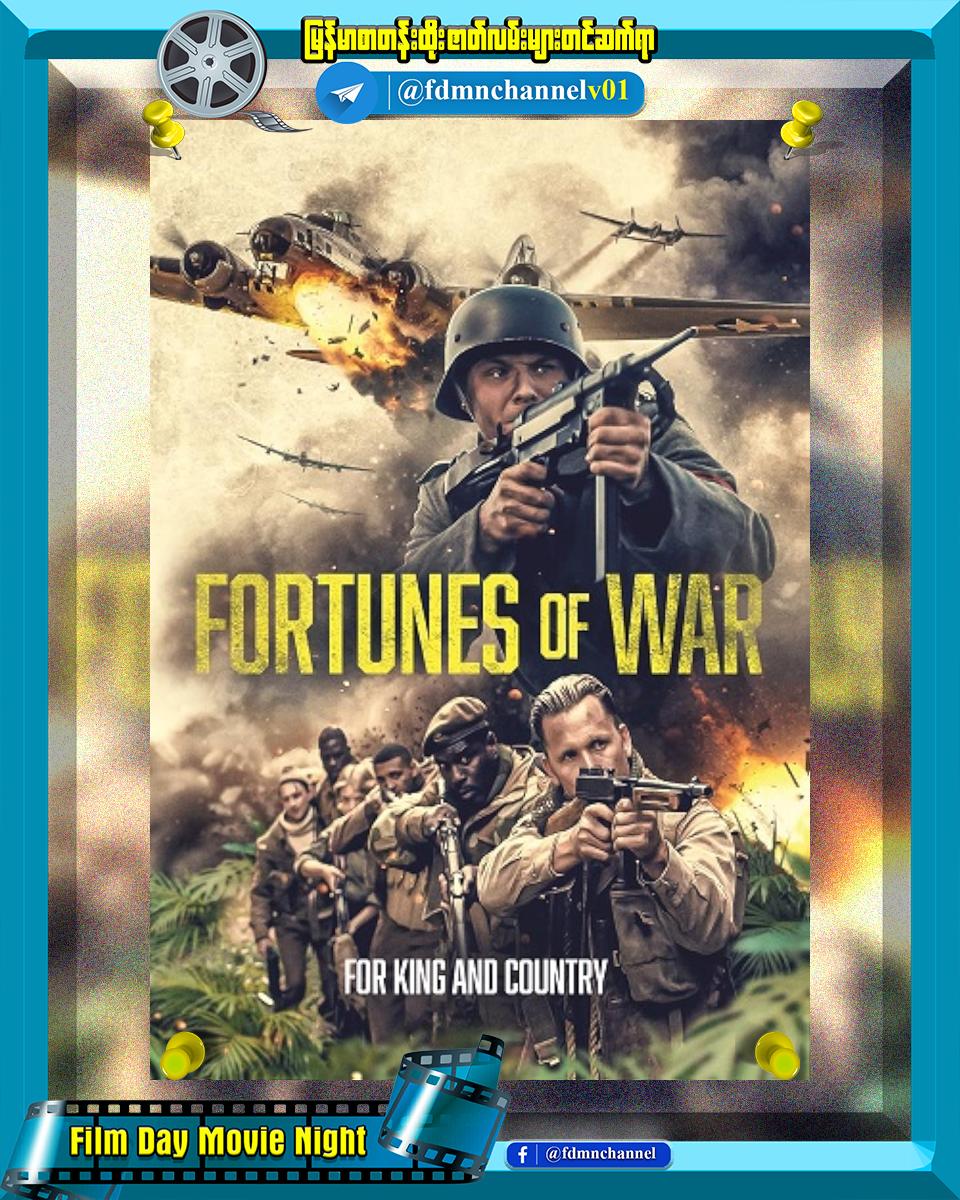 မြန်မာစာတန်းထိုးဇာတ်လမ်းများတင်ဆက်ရာ
@fdmnchannelv01
FORTUNES OF WAR
FOR KING AND COUNTRY
Film Day Movie Night
@fdmnchannel